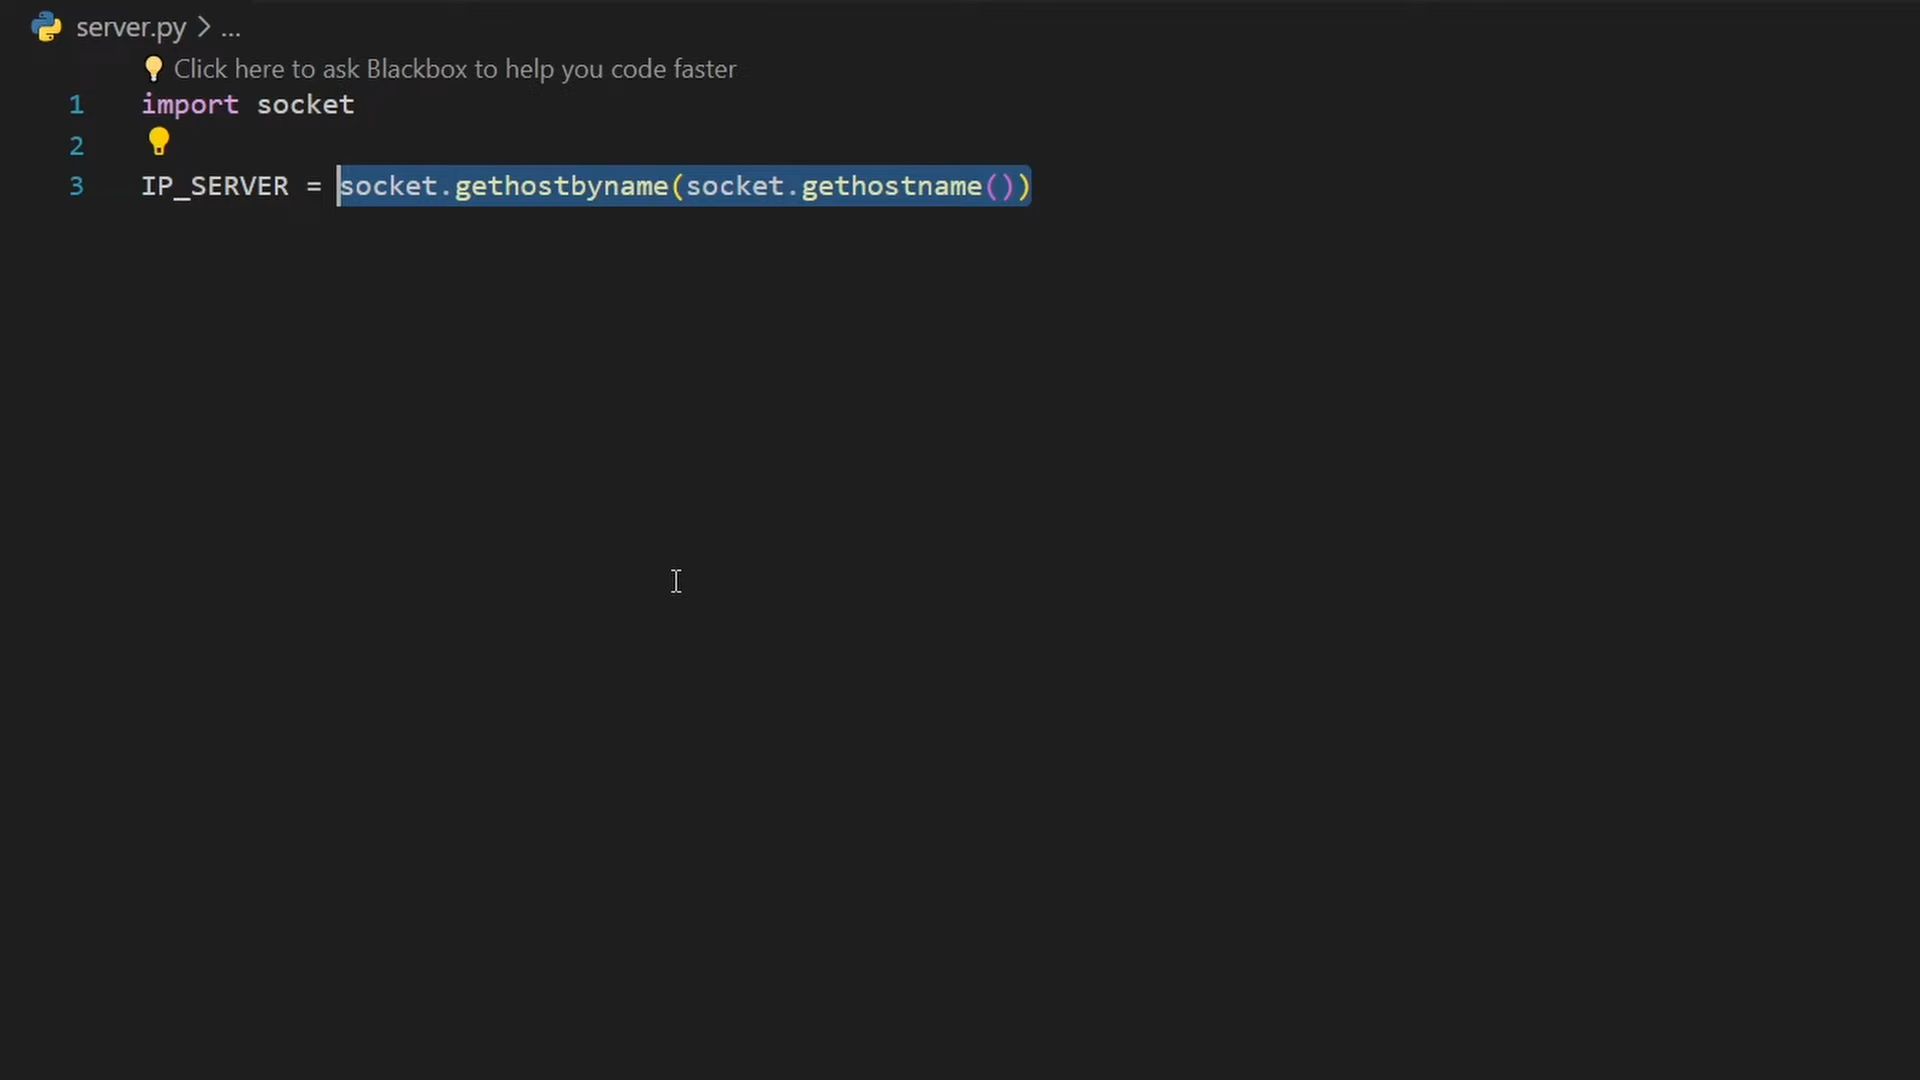 server.py > ...
Click here to ask Blackbox to help you code faster
1 import socket
2
3 IP_SERVER = socket.gethostbyname(socket.gethostname())